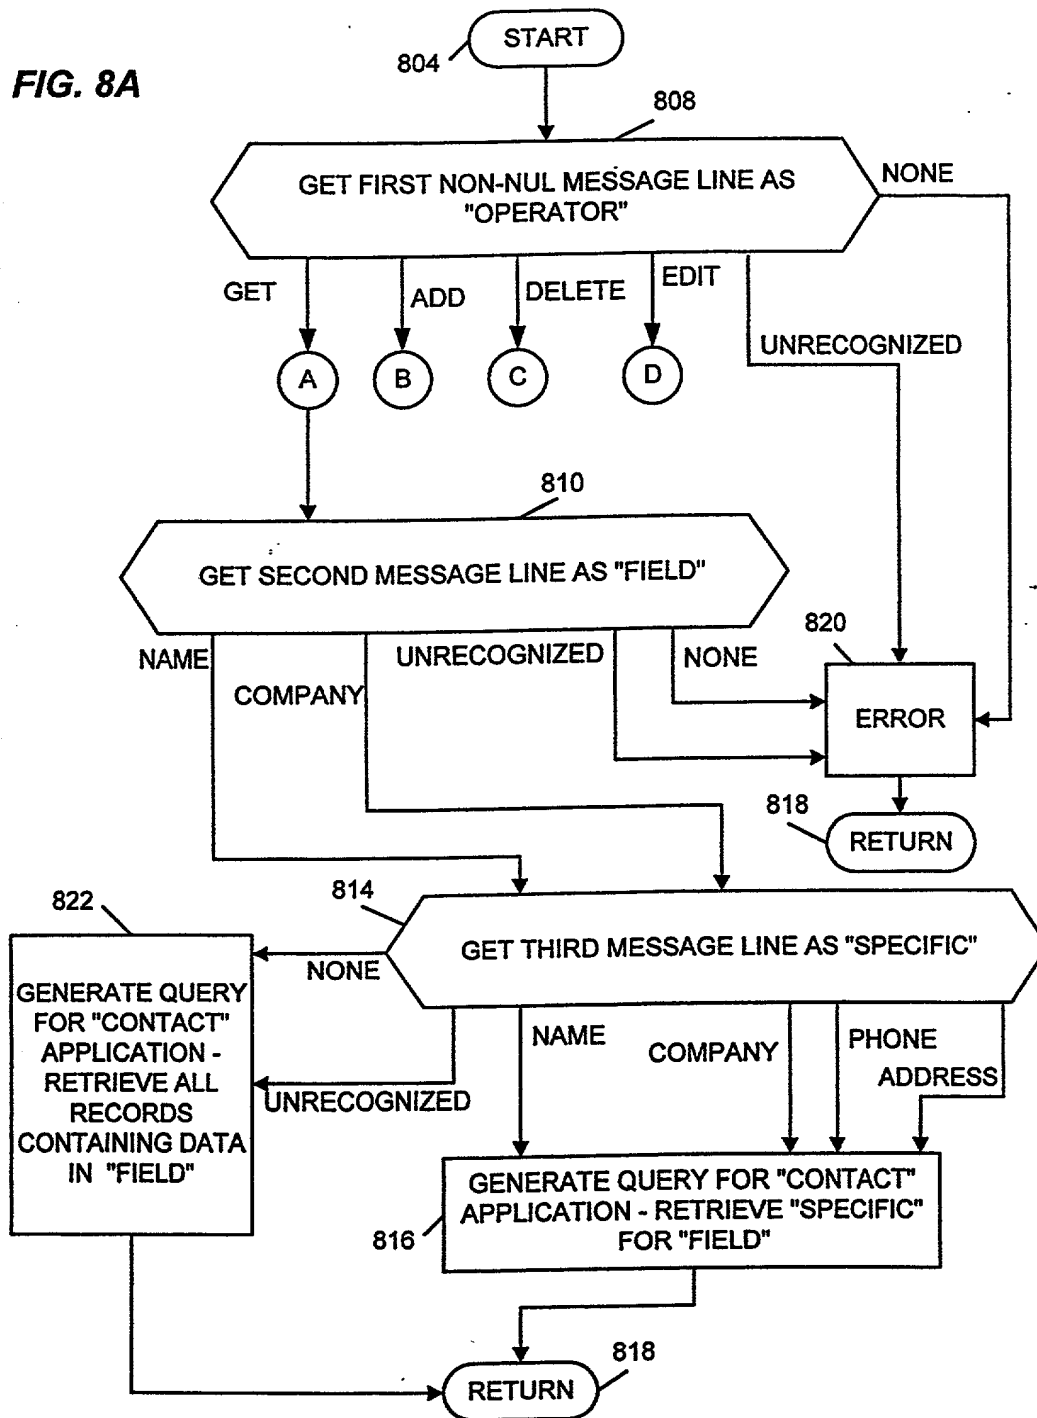 START
804
FIG. 8A
808
GET FIRST NON-NUL MESSAGE LINE AS
"OPERATOR"
NONE
GET
ADD
DELETE
EDIT
UNRECOGNIZED
A
B
C
D
810
GET SECOND MESSAGE LINE AS "FIELD"
NAME
COMPANY
UNRECOGNIZED
NONE
820
ERROR
818
RETURN
814
GET THIRD MESSAGE LINE AS "SPECIFIC"
822
NONE
GENERATE QUERY
FOR "CONTACT"
APPLICATION -
RETRIEVE ALL
RECORDS
CONTAINING DATA
IN "FIELD"
UNRECOGNIZED
NAME
COMPANY
PHONE
ADDRESS
GENERATE QUERY FOR "CONTACT"
APPLICATION - RETRIEVE "SPECIFIC"
FOR "FIELD"
816
818
RETURN